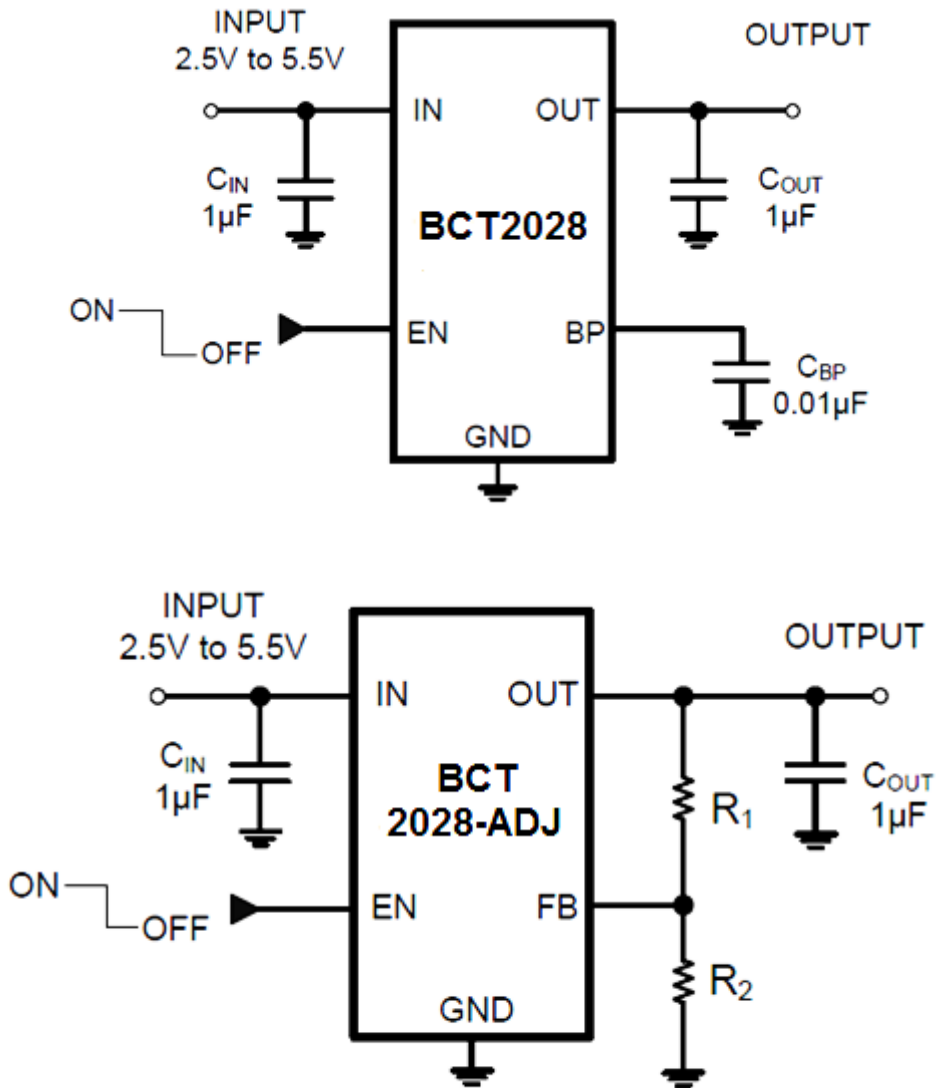 INPUT
2.5V to 5.5V
OUTPUT
IN
OUT
CIN
1µF
COUT
1µF
BCT2028
ON
OFF
EN
BP
CBP
0.01µF
GND
INPUT
2.5V to 5.5V
OUTPUT
IN
OUT
CIN
1µF
BCT
2028-ADJ
R1
COUT
1µF
ON
OFF
EN
FB
R2
GND